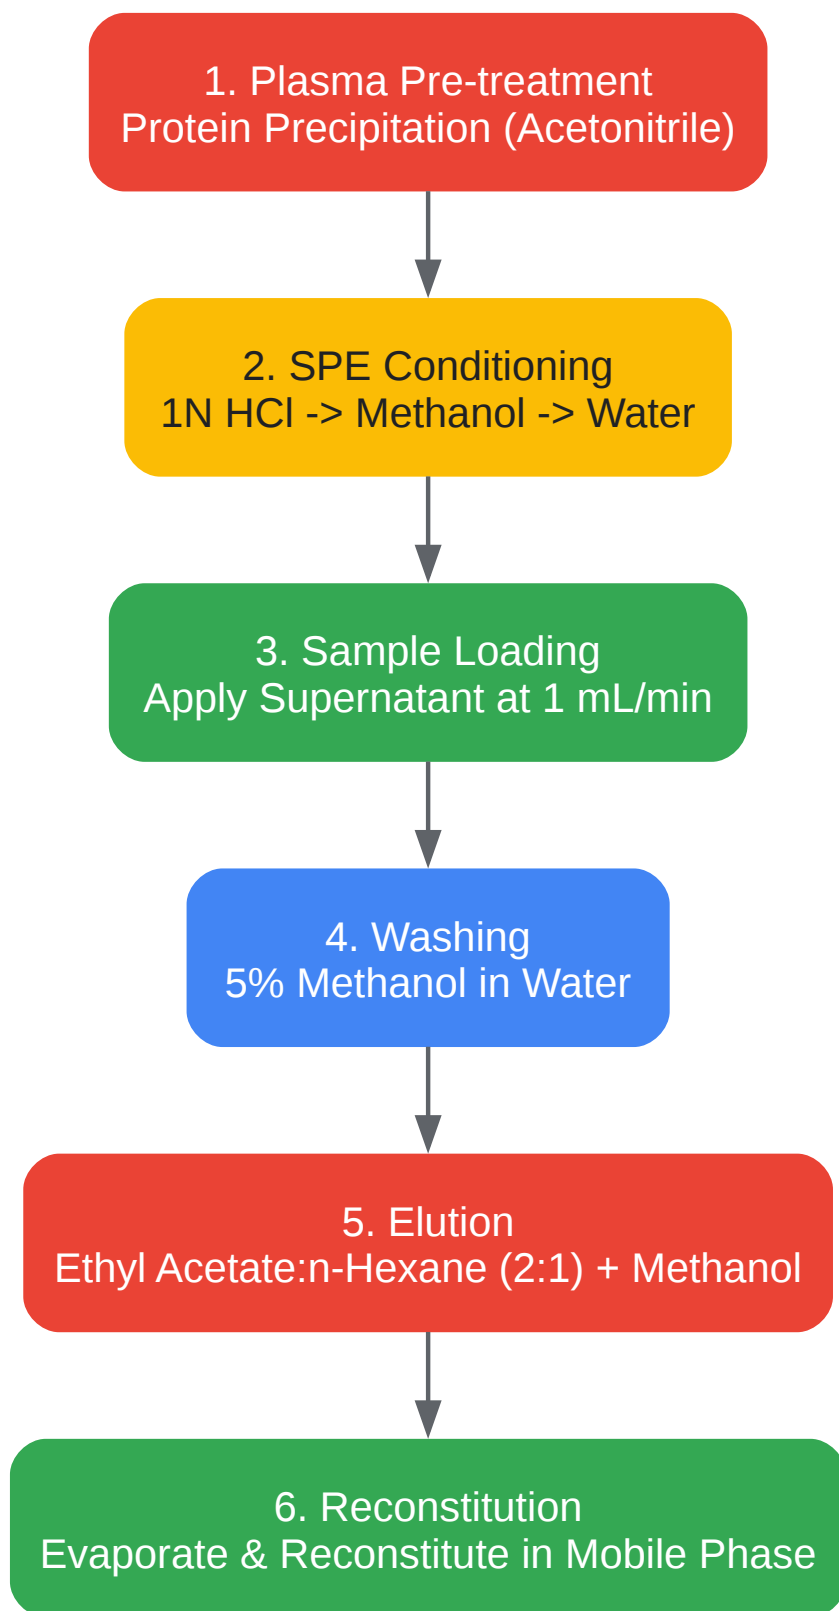 1. Plasma Pre-treatment
Protein Precipitation (Acetonitrile)
2. SPE Conditioning
1N HCl -> Methanol -> Water
3. Sample Loading
Apply Supernatant at 1 mL/min
4. Washing
5% Methanol in Water
5. Elution
Ethyl Acetate:n-Hexane (2:1) + Methanol
6. Reconstitution
Evaporate & Reconstitute in Mobile Phase